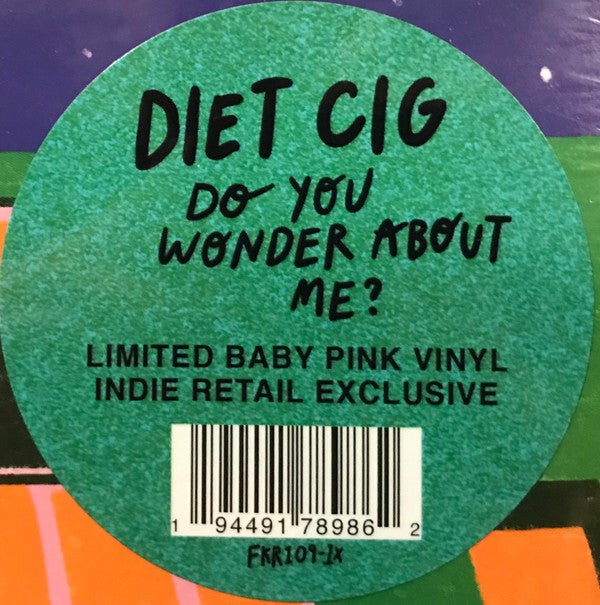 DIET CIG
DO YOU
WONDER ABOUT
ME?
LIMITED BABY PINK VINYL
INDIE RETAIL EXCLUSIVE
1 94491 78986 2
FKR109-1X